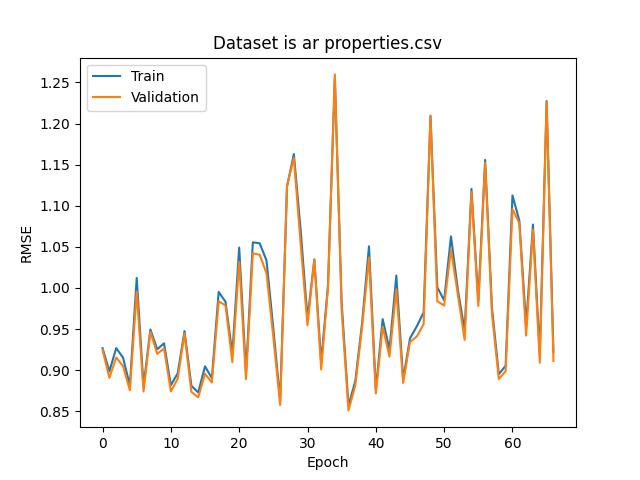 Dataset is ar properties.csv
Train
Validation
RMSE
1.25
1.20
1.15
1.10
1.05
1.00
0.95
0.90
0.85
0 10 20 30 40 50 60
Epoch